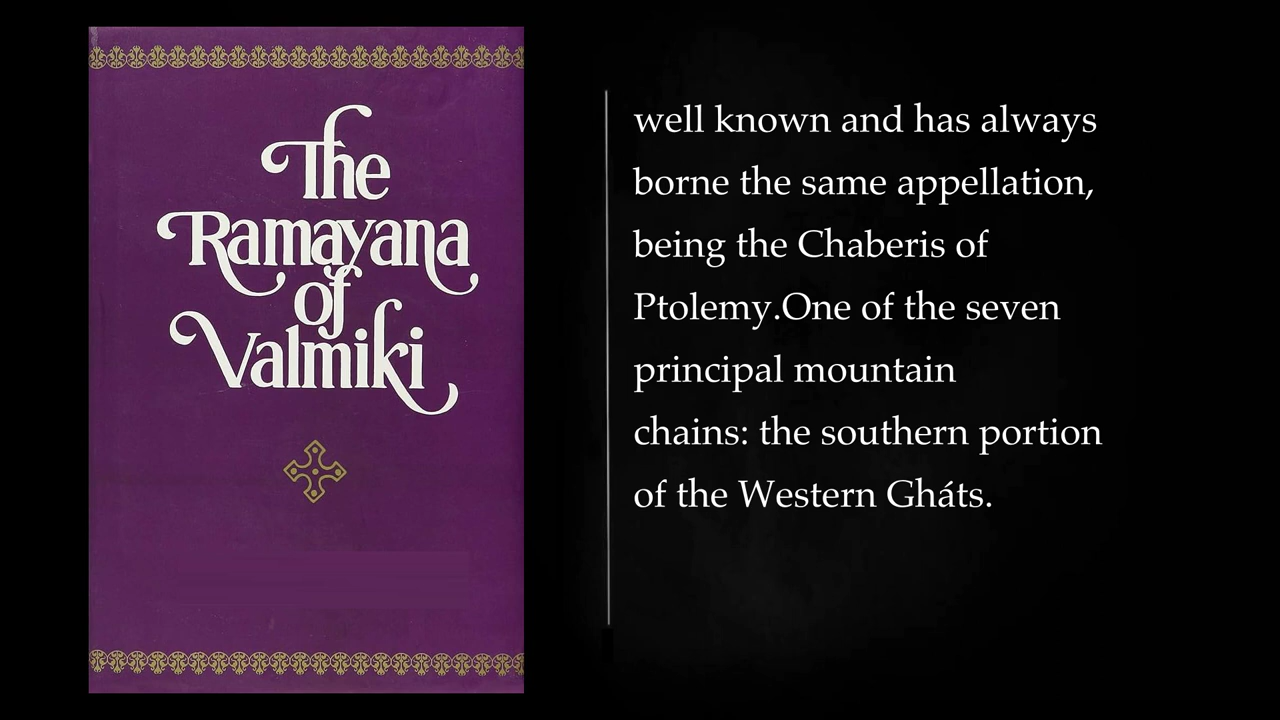 The
Ramayana
of
Valmiki
well known and has always
borne the same appellation,
being the Chaberis of
Ptolemy.One of the seven
principal mountain
chains: the southern portion
of the Western Gháts.